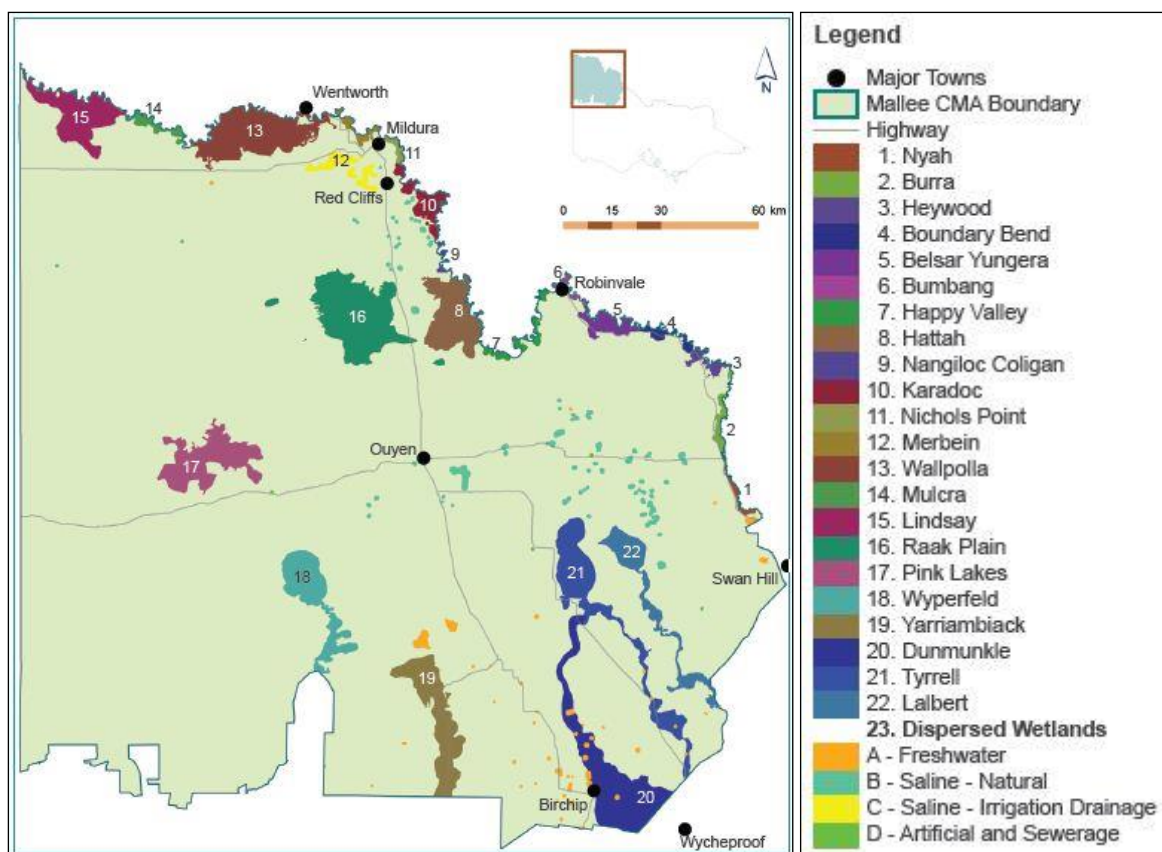 Wentworth
14
15
13
Mildura
12
11
Red Cliffs
10
9
6
Robinvale
16
8
5
4
7
3
2
17
Ouyen
1
22
21
18
Swan Hill
19
20
Birchip
Wycheproof
N
0 15 30 60 km
Legend
Major Towns
Mallee CMA Boundary
Highway
1. Nyah
2. Burra
3. Heywood
4. Boundary Bend
5. Belsar Yungera
6. Bumbang
7. Happy Valley
8. Hattah
9. Nangiloc Coligan
10. Karadoc
11. Nichols Point
12. Merbein
13. Wallpolla
14. Mulcra
15. Lindsay
16. Raak Plain
17. Pink Lakes
18. Wyperfeld
19. Yarriambiack
20. Dunmunkle
21. Tyrrell
22. Lalbert
23. Dispersed Wetlands
A - Freshwater
B - Saline - Natural
C - Saline - Irrigation Drainage
D - Artificial and Sewerage